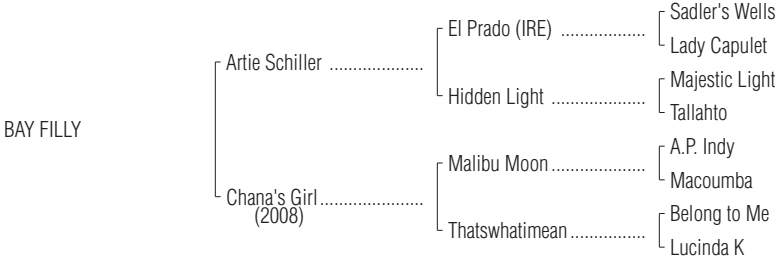 Sadler's Wells
El Prado (IRE) ....................
Lady Capulet
Artie Schiller ......................
Majestic Light
Hidden Light ......................
Tallahto
BAY FILLY
A.P. Indy
Malibu Moon ......................
Macoumba
Chana's Girl ........................
(2008)
Belong to Me
Thatswhatimean ..................
Lucinda K